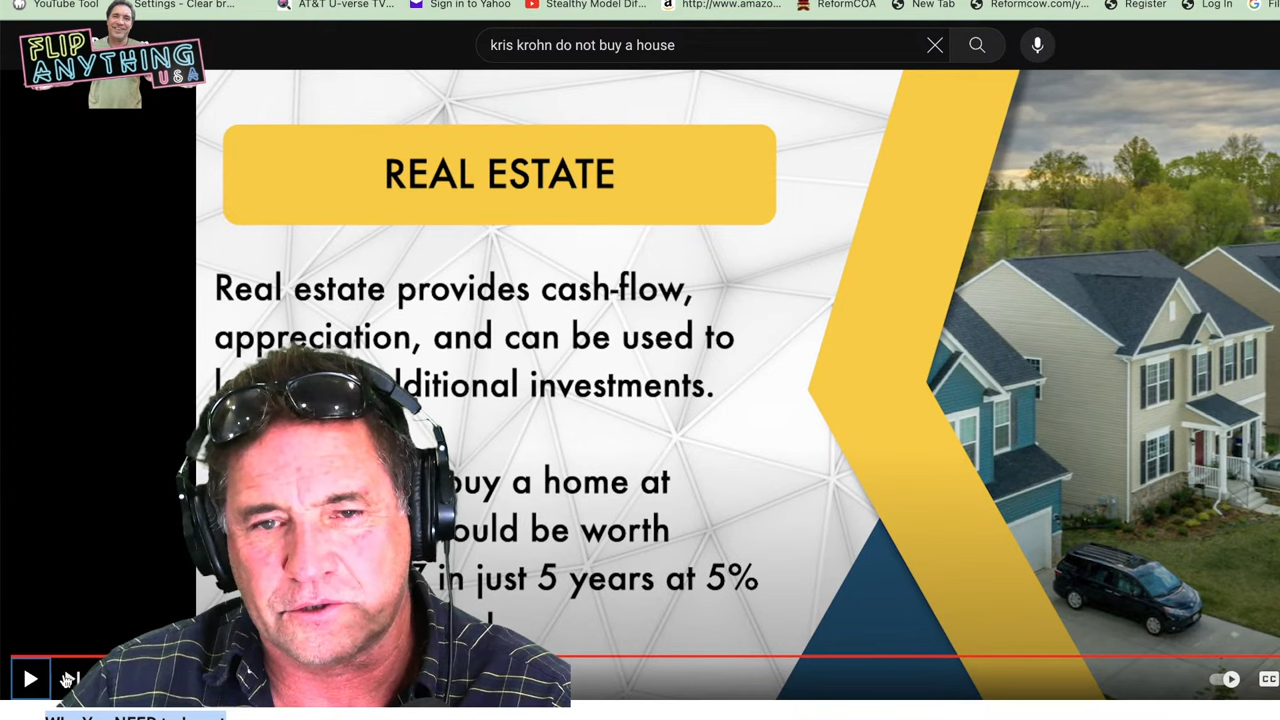 YouTube Tool
Settings - Clear br...
AT&T U-verse TV...
Sign in to Yahoo
Stealthy Model Dif...
http://www.amazo...
ReformCOA
New Tab
Reformcow.com/y...
Register
Log In
FLIP
ANYTHING
USA
kris krohn do not buy a house
REAL ESTATE
Real estate provides cash-flow,
appreciation, and can be used to
dditional investments.
buy a home at
ould be worth
in just 5 years at 5%
CC